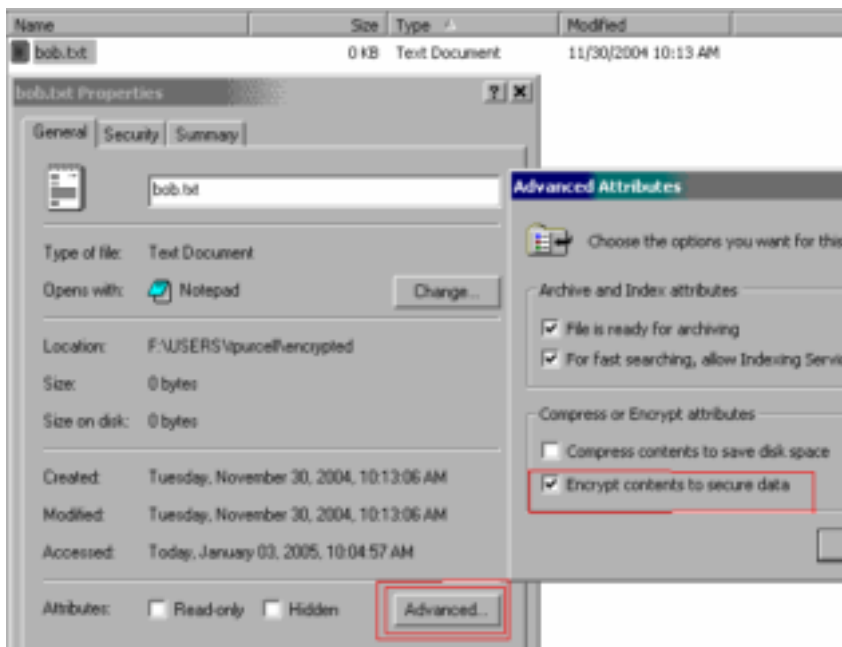 Name Size Type Modified
bob.txt 0 KB Text Document 11/30/2004 10:13 AM
bob.txt Properties
General Security Summary
bob.txt
Type of file: Text Document
Opens with: Notepad Change...
Location: F:\USERS\tpurcell\encrypted
Size: 0 bytes
Size on disk: 0 bytes
Created: Tuesday, November 30, 2004, 10:13:06 AM
Modified: Tuesday, November 30, 2004, 10:13:06 AM
Accessed: Today, January 03, 2005, 10:04:57 AM
Attributes: Read-only Hidden Advanced...
Advanced Attributes
Choose the options you want for this
Archive and Index attributes
File is ready for archiving
For fast searching, allow Indexing Servic
Compress or Encrypt attributes
Compress contents to save disk space
Encrypt contents to secure data